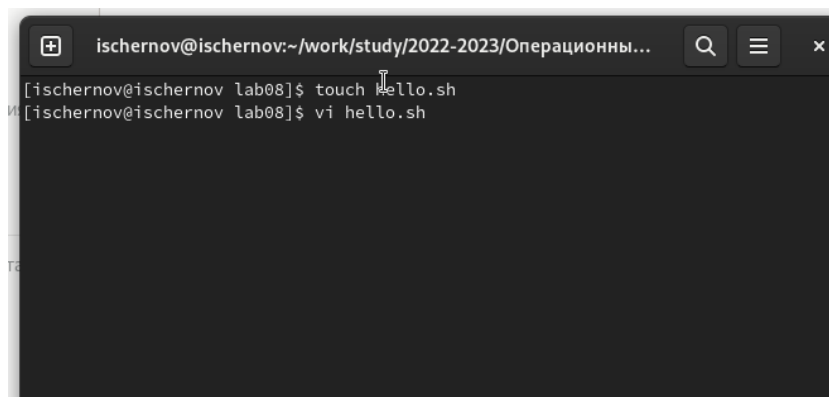 ischernov@ischernov:~/work/study/2022-2023/Операционны...
[ischernov@ischernov lab08]$ touch hello.sh
[ischernov@ischernov lab08]$ vi hello.sh